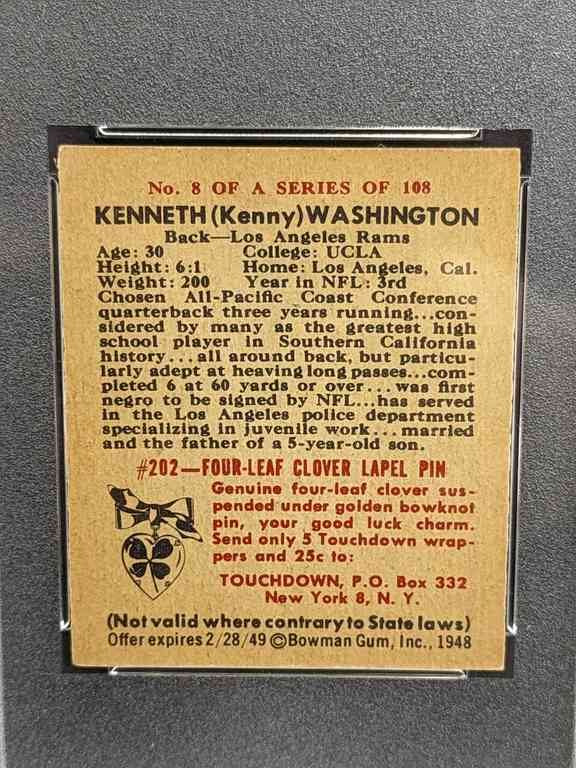 No. 8 OF A SERIES OF 108
KENNETH (Kenny) WASHINGTON
Back—Los Angeles Rams
Age: 30 College: UCLA
Height: 6:1 Home: Los Angeles, Cal.
Weight: 200 Year in NFL: 3rd
Chosen All-Pacific Coast Conference
quarterback three years running...con-
sidered by many as the greatest high
school player in Southern California
history...all around back, but particu-
larly adept at heaving long passes...com-
pleted 6 at 60 yards or over...was first
negro to be signed by NFL...has served
in the Los Angeles police department
specializing in juvenile work...married
and the father of a 5-year-old son.
#202—FOUR-LEAF CLOVER LAPEL PIN
Genuine four-leaf clover sus-
pended under golden bowknot
pin, your good luck charm.
Send only 5 Touchdown wrap-
pers and 25c to:
TOUCHDOWN, P.O. Box 332
New York 8, N. Y.
(Not valid where contrary to State laws)
Offer expires 2/28/49 ©Bowman Gum, Inc., 1948